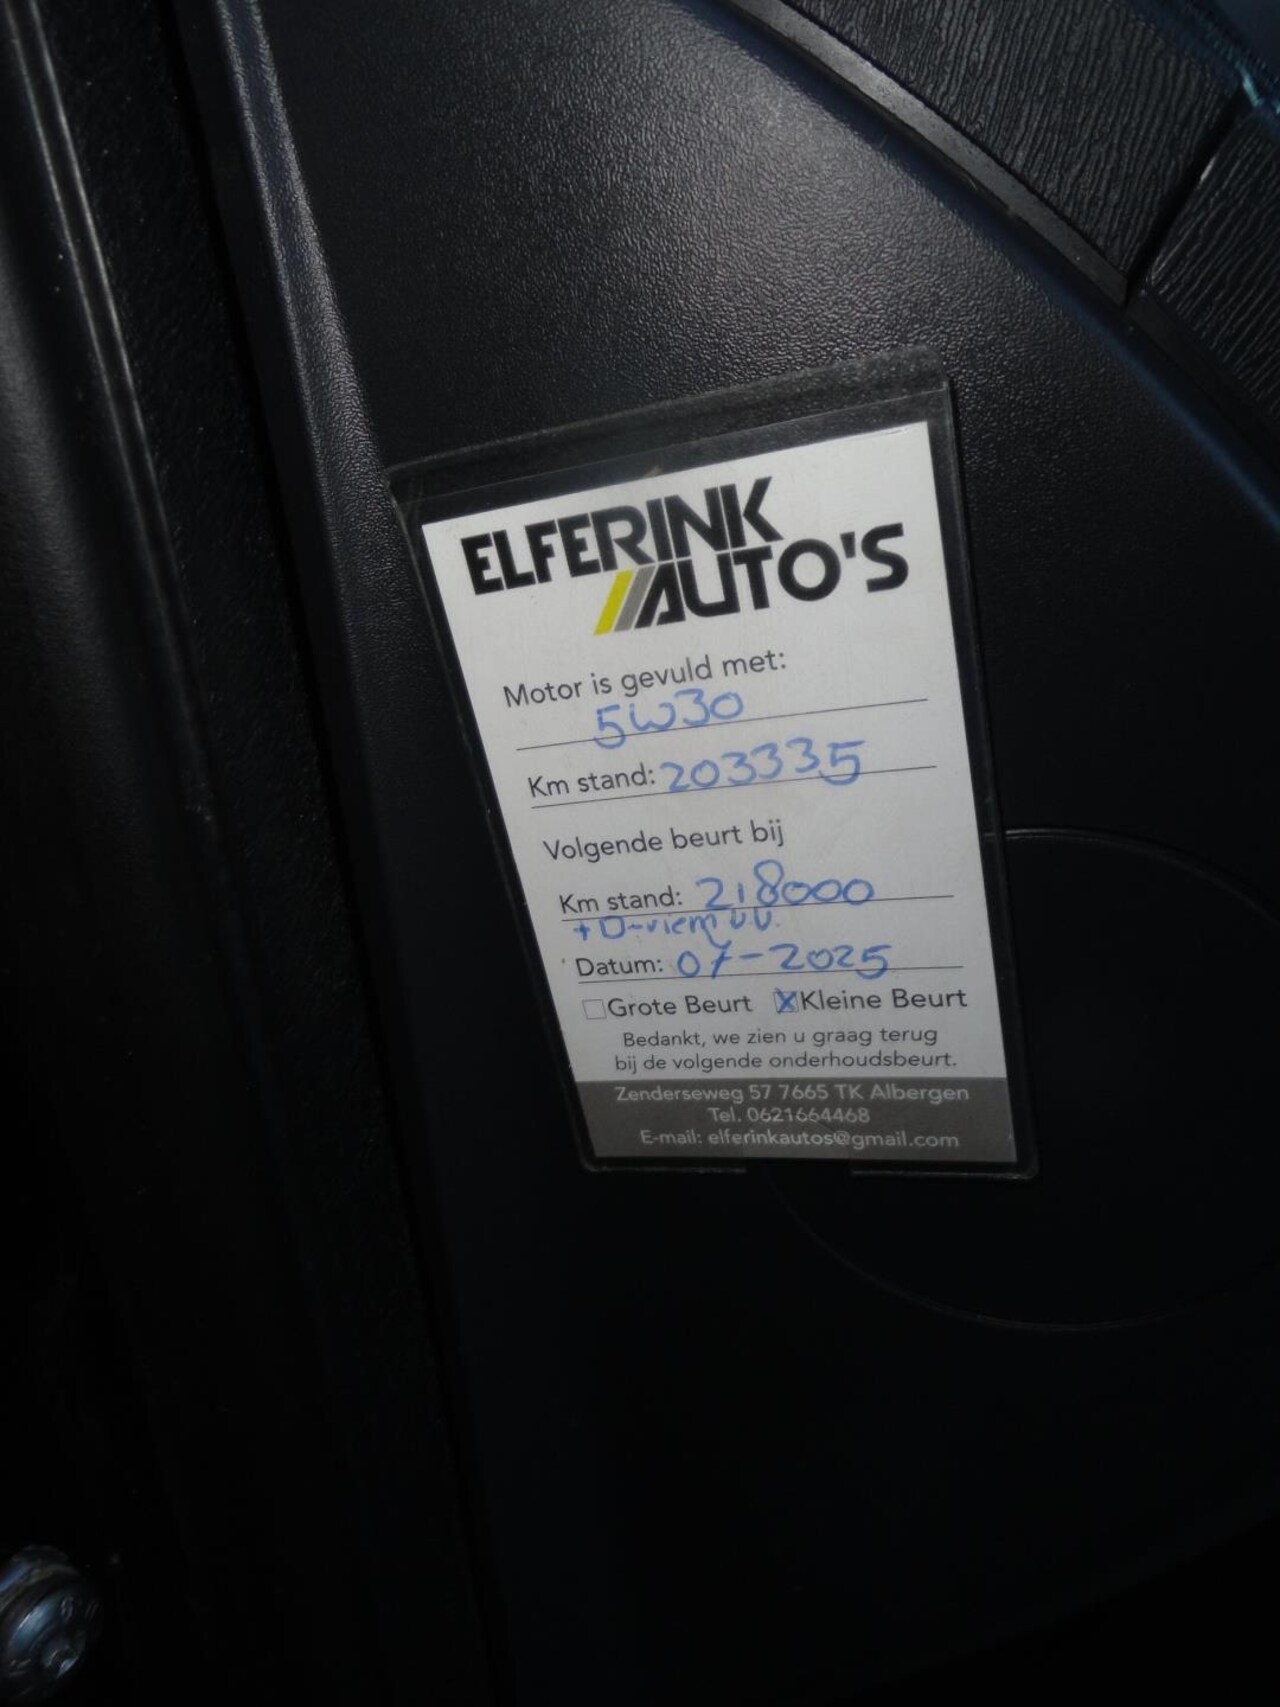 ELFERINK
AUTO'S
Motor is gevuld met:
5W30
Km stand: 203335
Volgende beurt bij
Km stand: 218000
+ D-riem v.v.
Datum: 07-2025
Grote Beurt X Kleine Beurt
Bedankt, we zien u graag terug
bij de volgende onderhoudsbeurt.
Zenderseweg 57 7665 TK Albergen
Tel. 0621664468
E-mail: elferinkautos@gmail.com